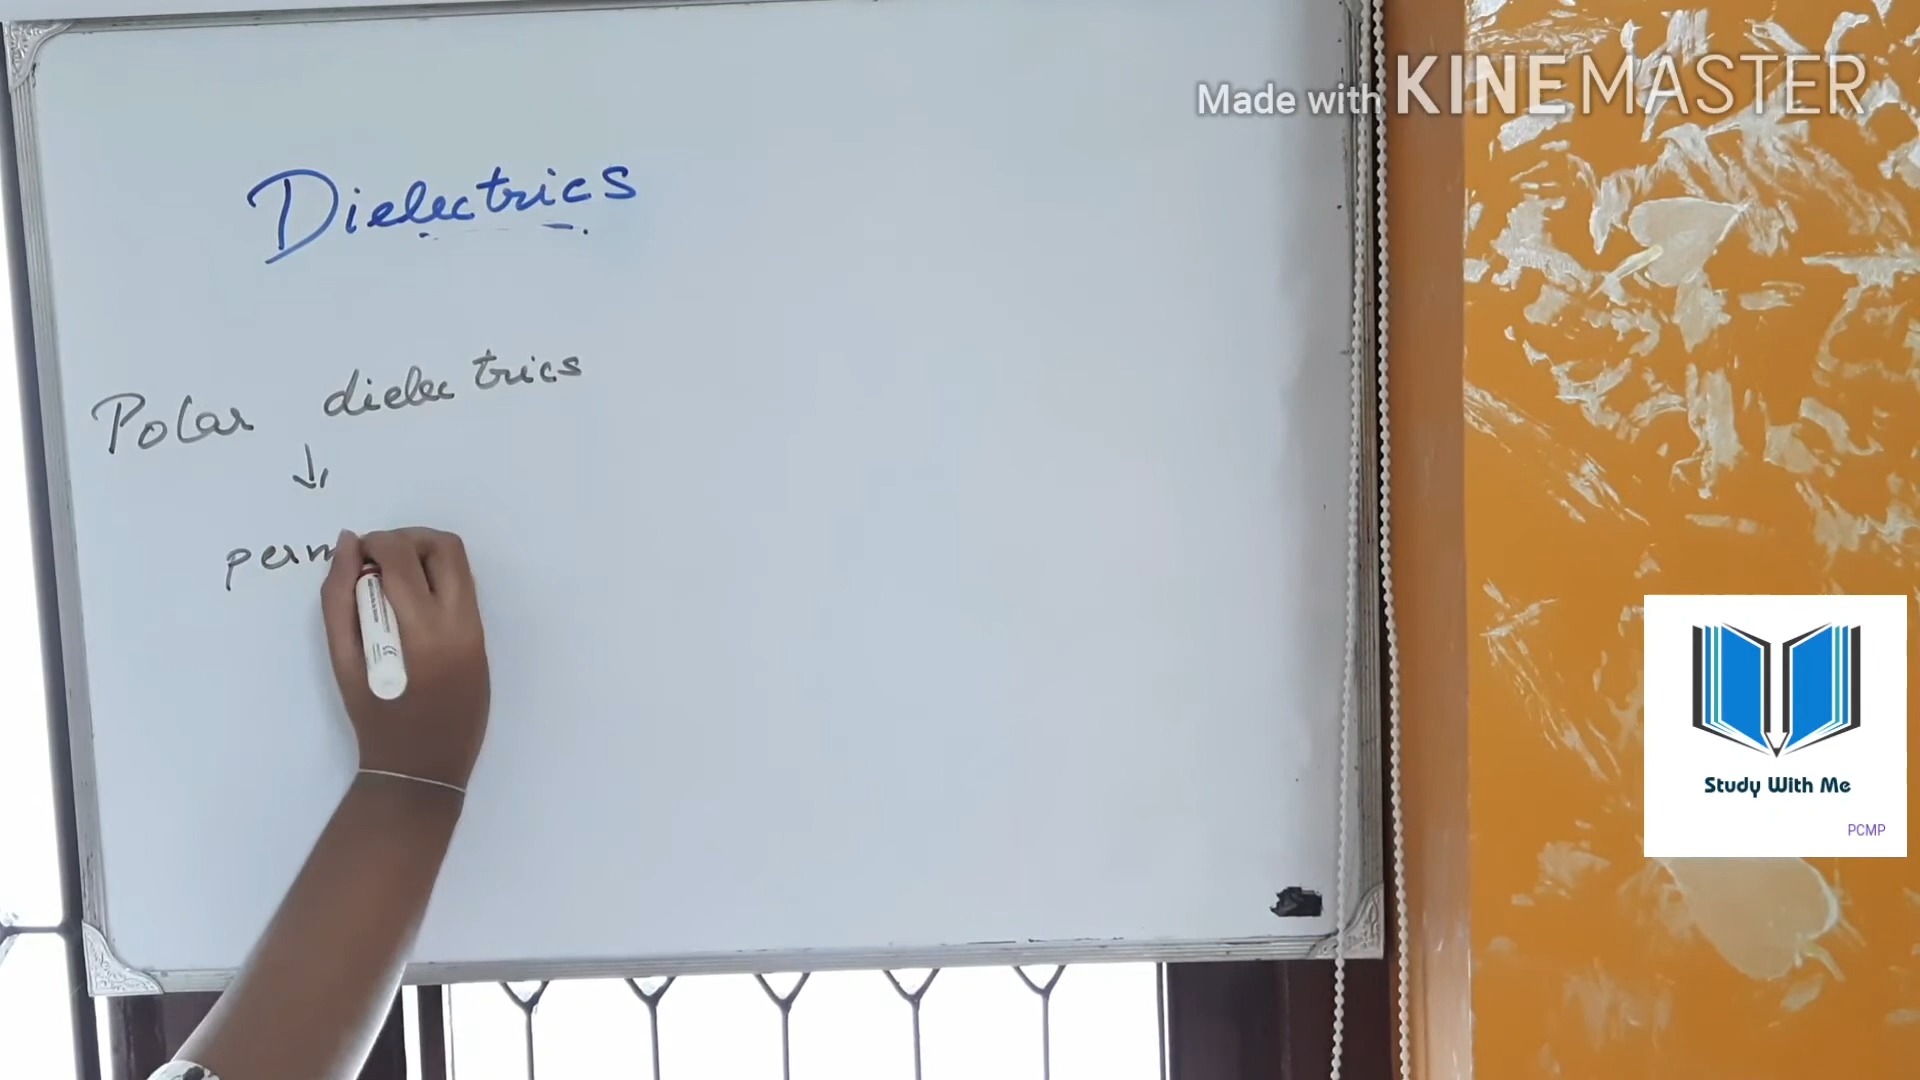 Made with KINEMASTER
Dielectrics
Polar dielectrics
perm
Study With Me
PCMP